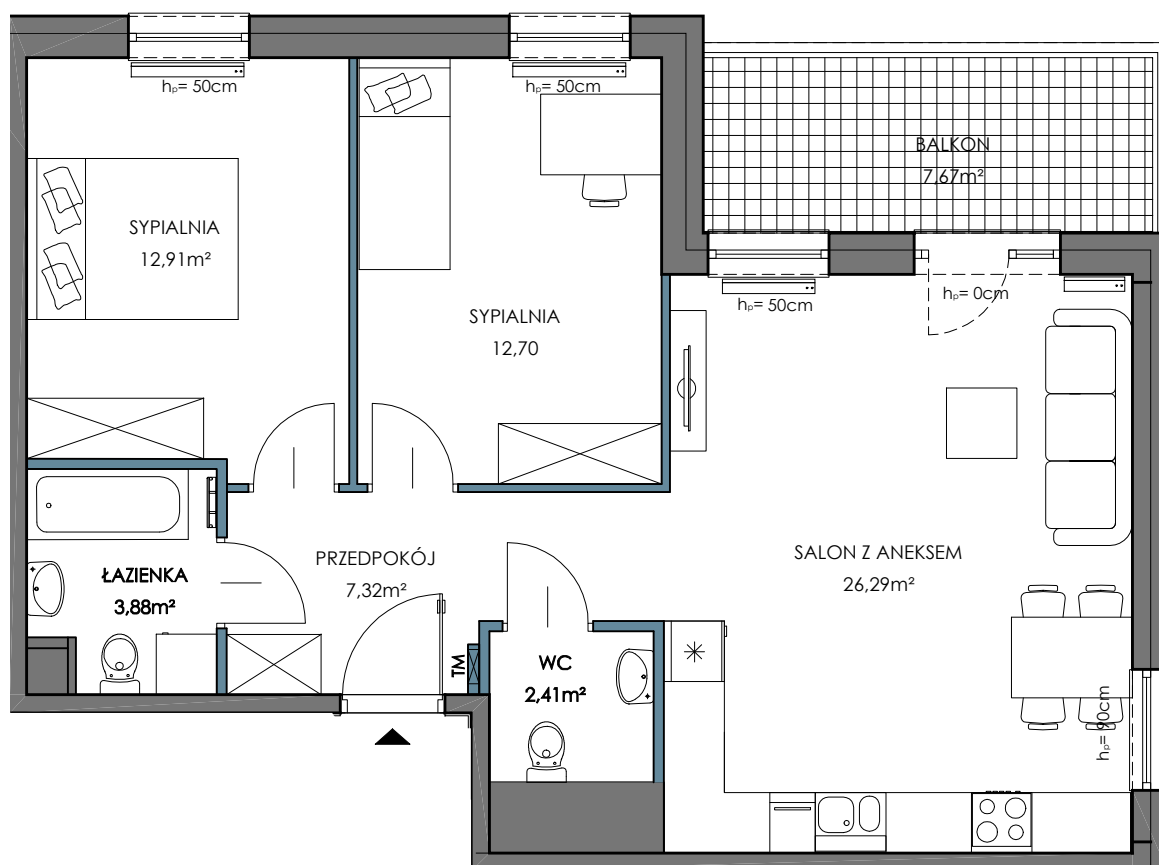 hₚ= 50cm
hₚ= 50cm
BALKON
7,67m²
SYPIALNIA
12,91m²
hₚ= 50cm
hₚ= 0cm
SYPIALNIA
12,70
PRZEDPOKÓJ
7,32m²
SALON Z ANEKSEM
26,29m²
ŁAZIENKA
3,88m²
TM
WC
2,41m²
hₚ= 90cm